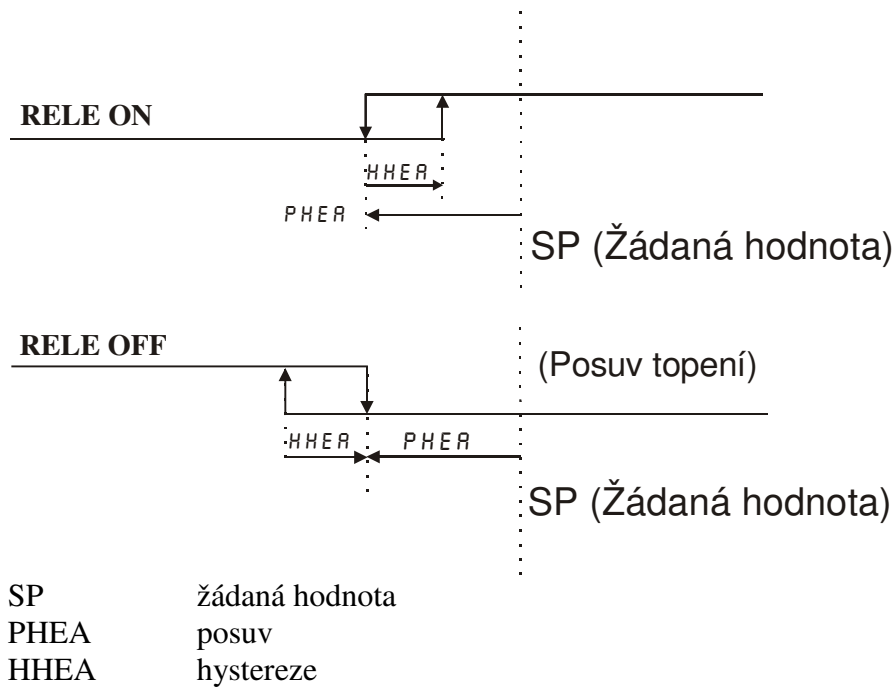 RELE ON
HHEA
PHEA
SP (Žádaná hodnota)
RELE OFF
(Posuv topení)
HHEA PHEA
SP (Žádaná hodnota)
SP žádaná hodnota
PHEA posuv
HHEA hystereze